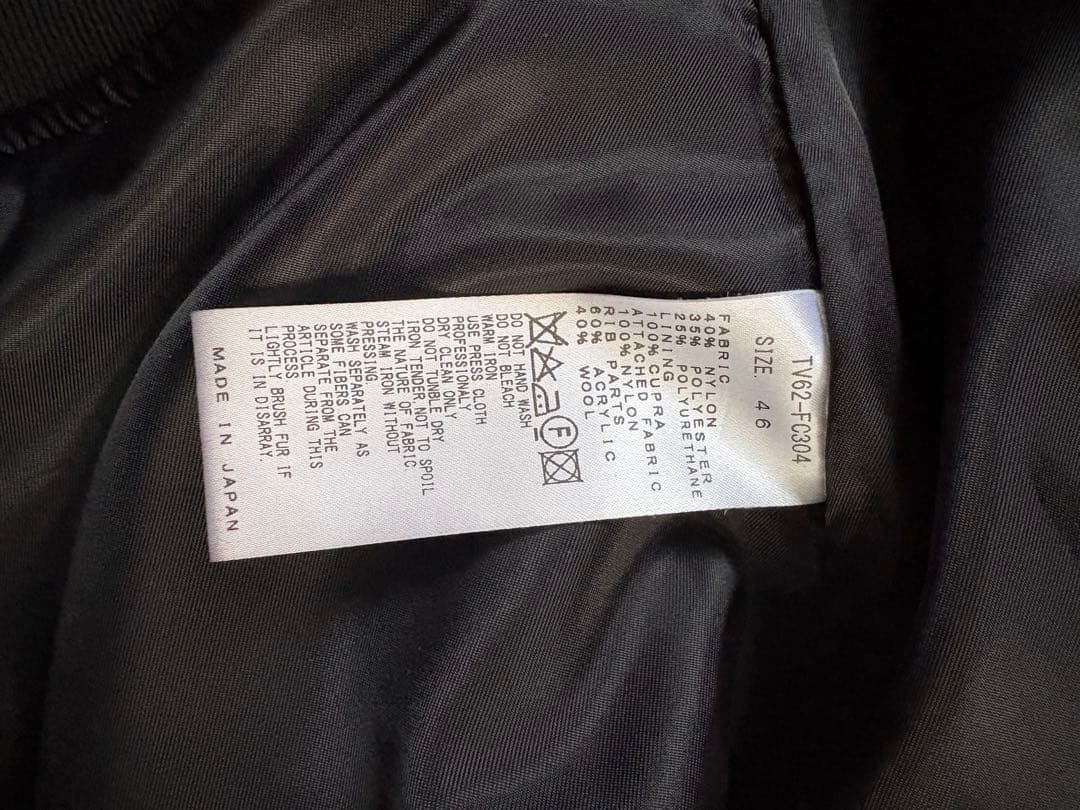 TV62-FC304
SIZE 46
FABRIC
40% NYLON
35% POLYESTER
25% POLYURETHANE
LINING
100% CUPRA
ATTACHED FABRIC
100% NYLON
RIB PARTS
60% ACRYLIC
40% WOOL
F
DO NOT HAND WASH
DO NOT BLEACH
WARM IRON
USE PRESS CLOTH
PROFESSIONALY
DRY CLEAN ONLY
DO NOT TUNBLE DRY
IRON TENDER NOT TO SPOIL
THE NATURE OF FABRIC.
STEAM IRON WITHOUT
PRESSING
WASH SEPARATELY AS
SOME FIBERS CAN
SEPARATE FROM THE
ARTICLE DURING THIS
PROCESS
LIGHTLY BRUSH FUR IF
IT IS IN DISARRAY.
MADE IN JAPAN